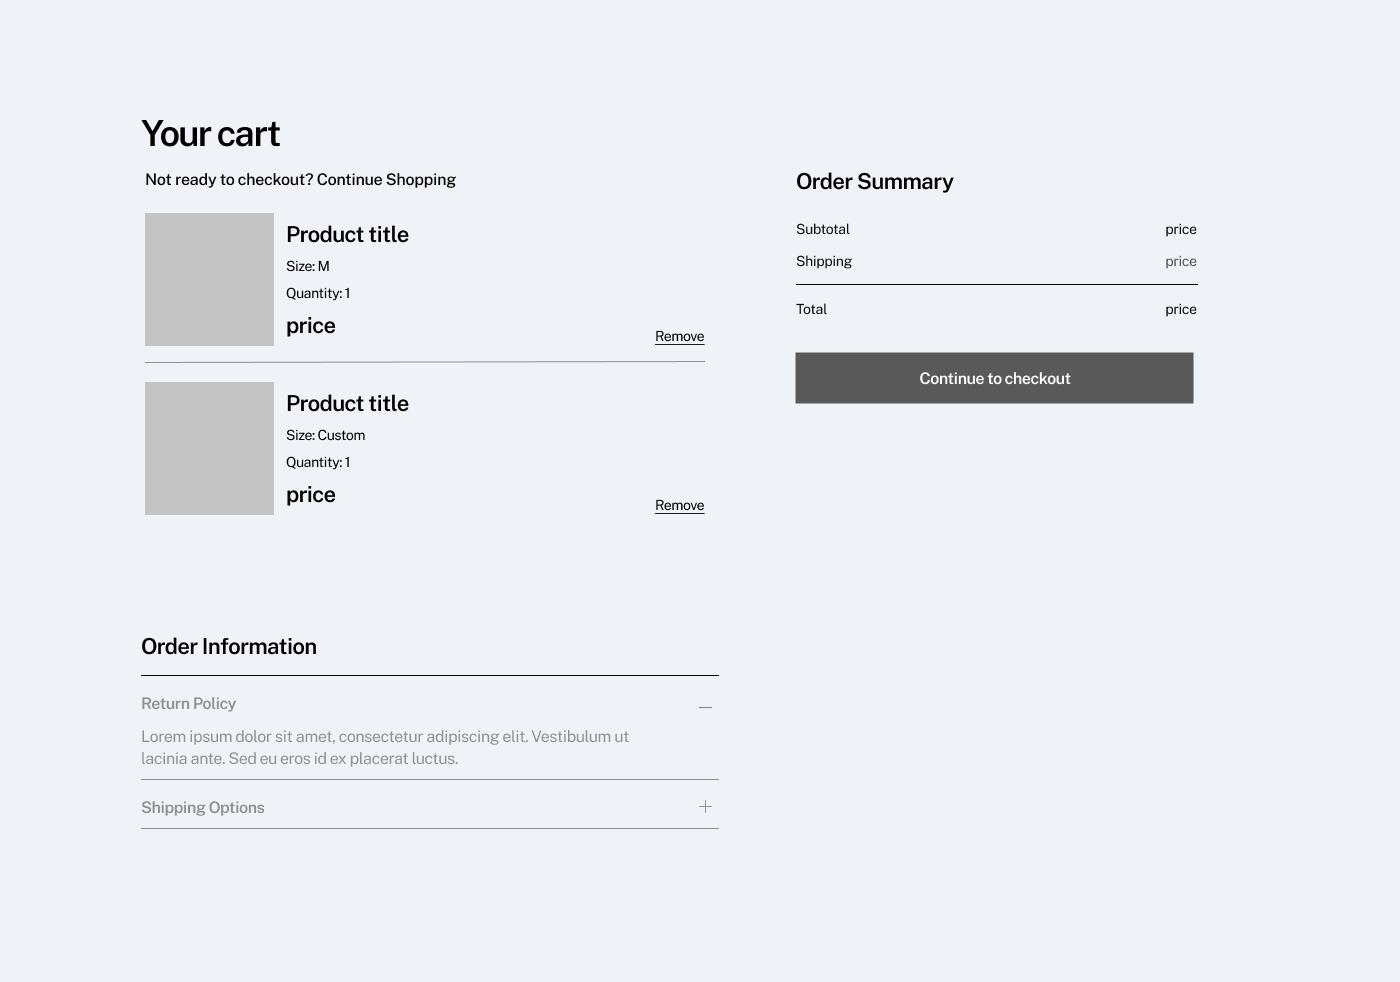 Your cart
Not ready to checkout? Continue Shopping
Product title
Size: M
Quantity: 1
price
Remove
Product title
Size: Custom
Quantity: 1
price
Remove
Order Summary
Subtotal price
Shipping price
Total price
Continue to checkout
Order Information
Return Policy
Lorem ipsum dolor sit amet, consectetur adipiscing elit. Vestibulum ut
lacinia ante. Sed eu eros id ex placerat luctus.
Shipping Options